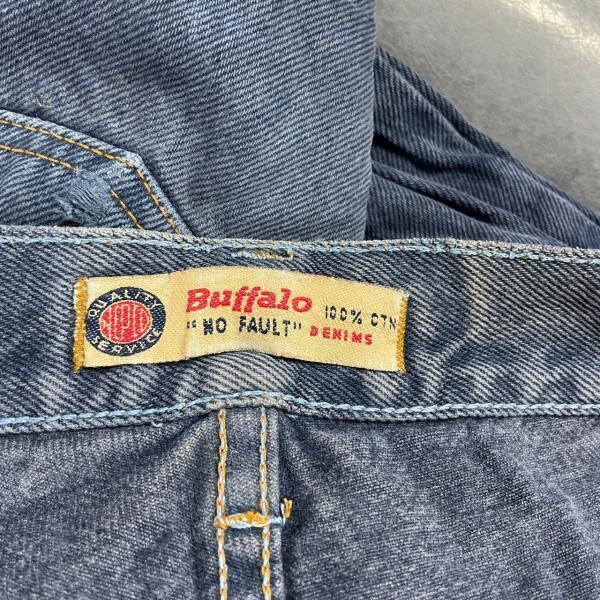 QUALITY
SERVICE
Buffalo
100% CTN
"NO FAULT" DENIMS